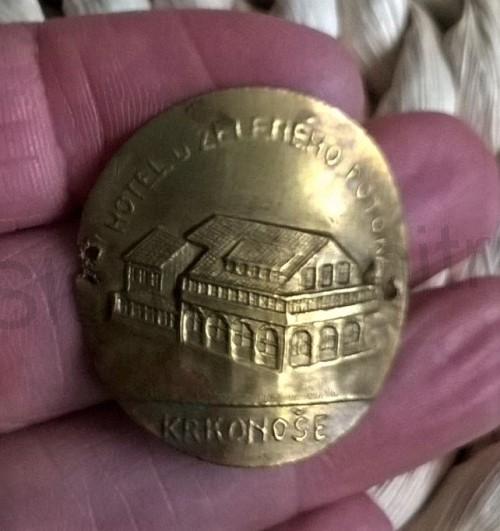 HOTEL U ZELENÉHO POTOKA
KRKONOŠE